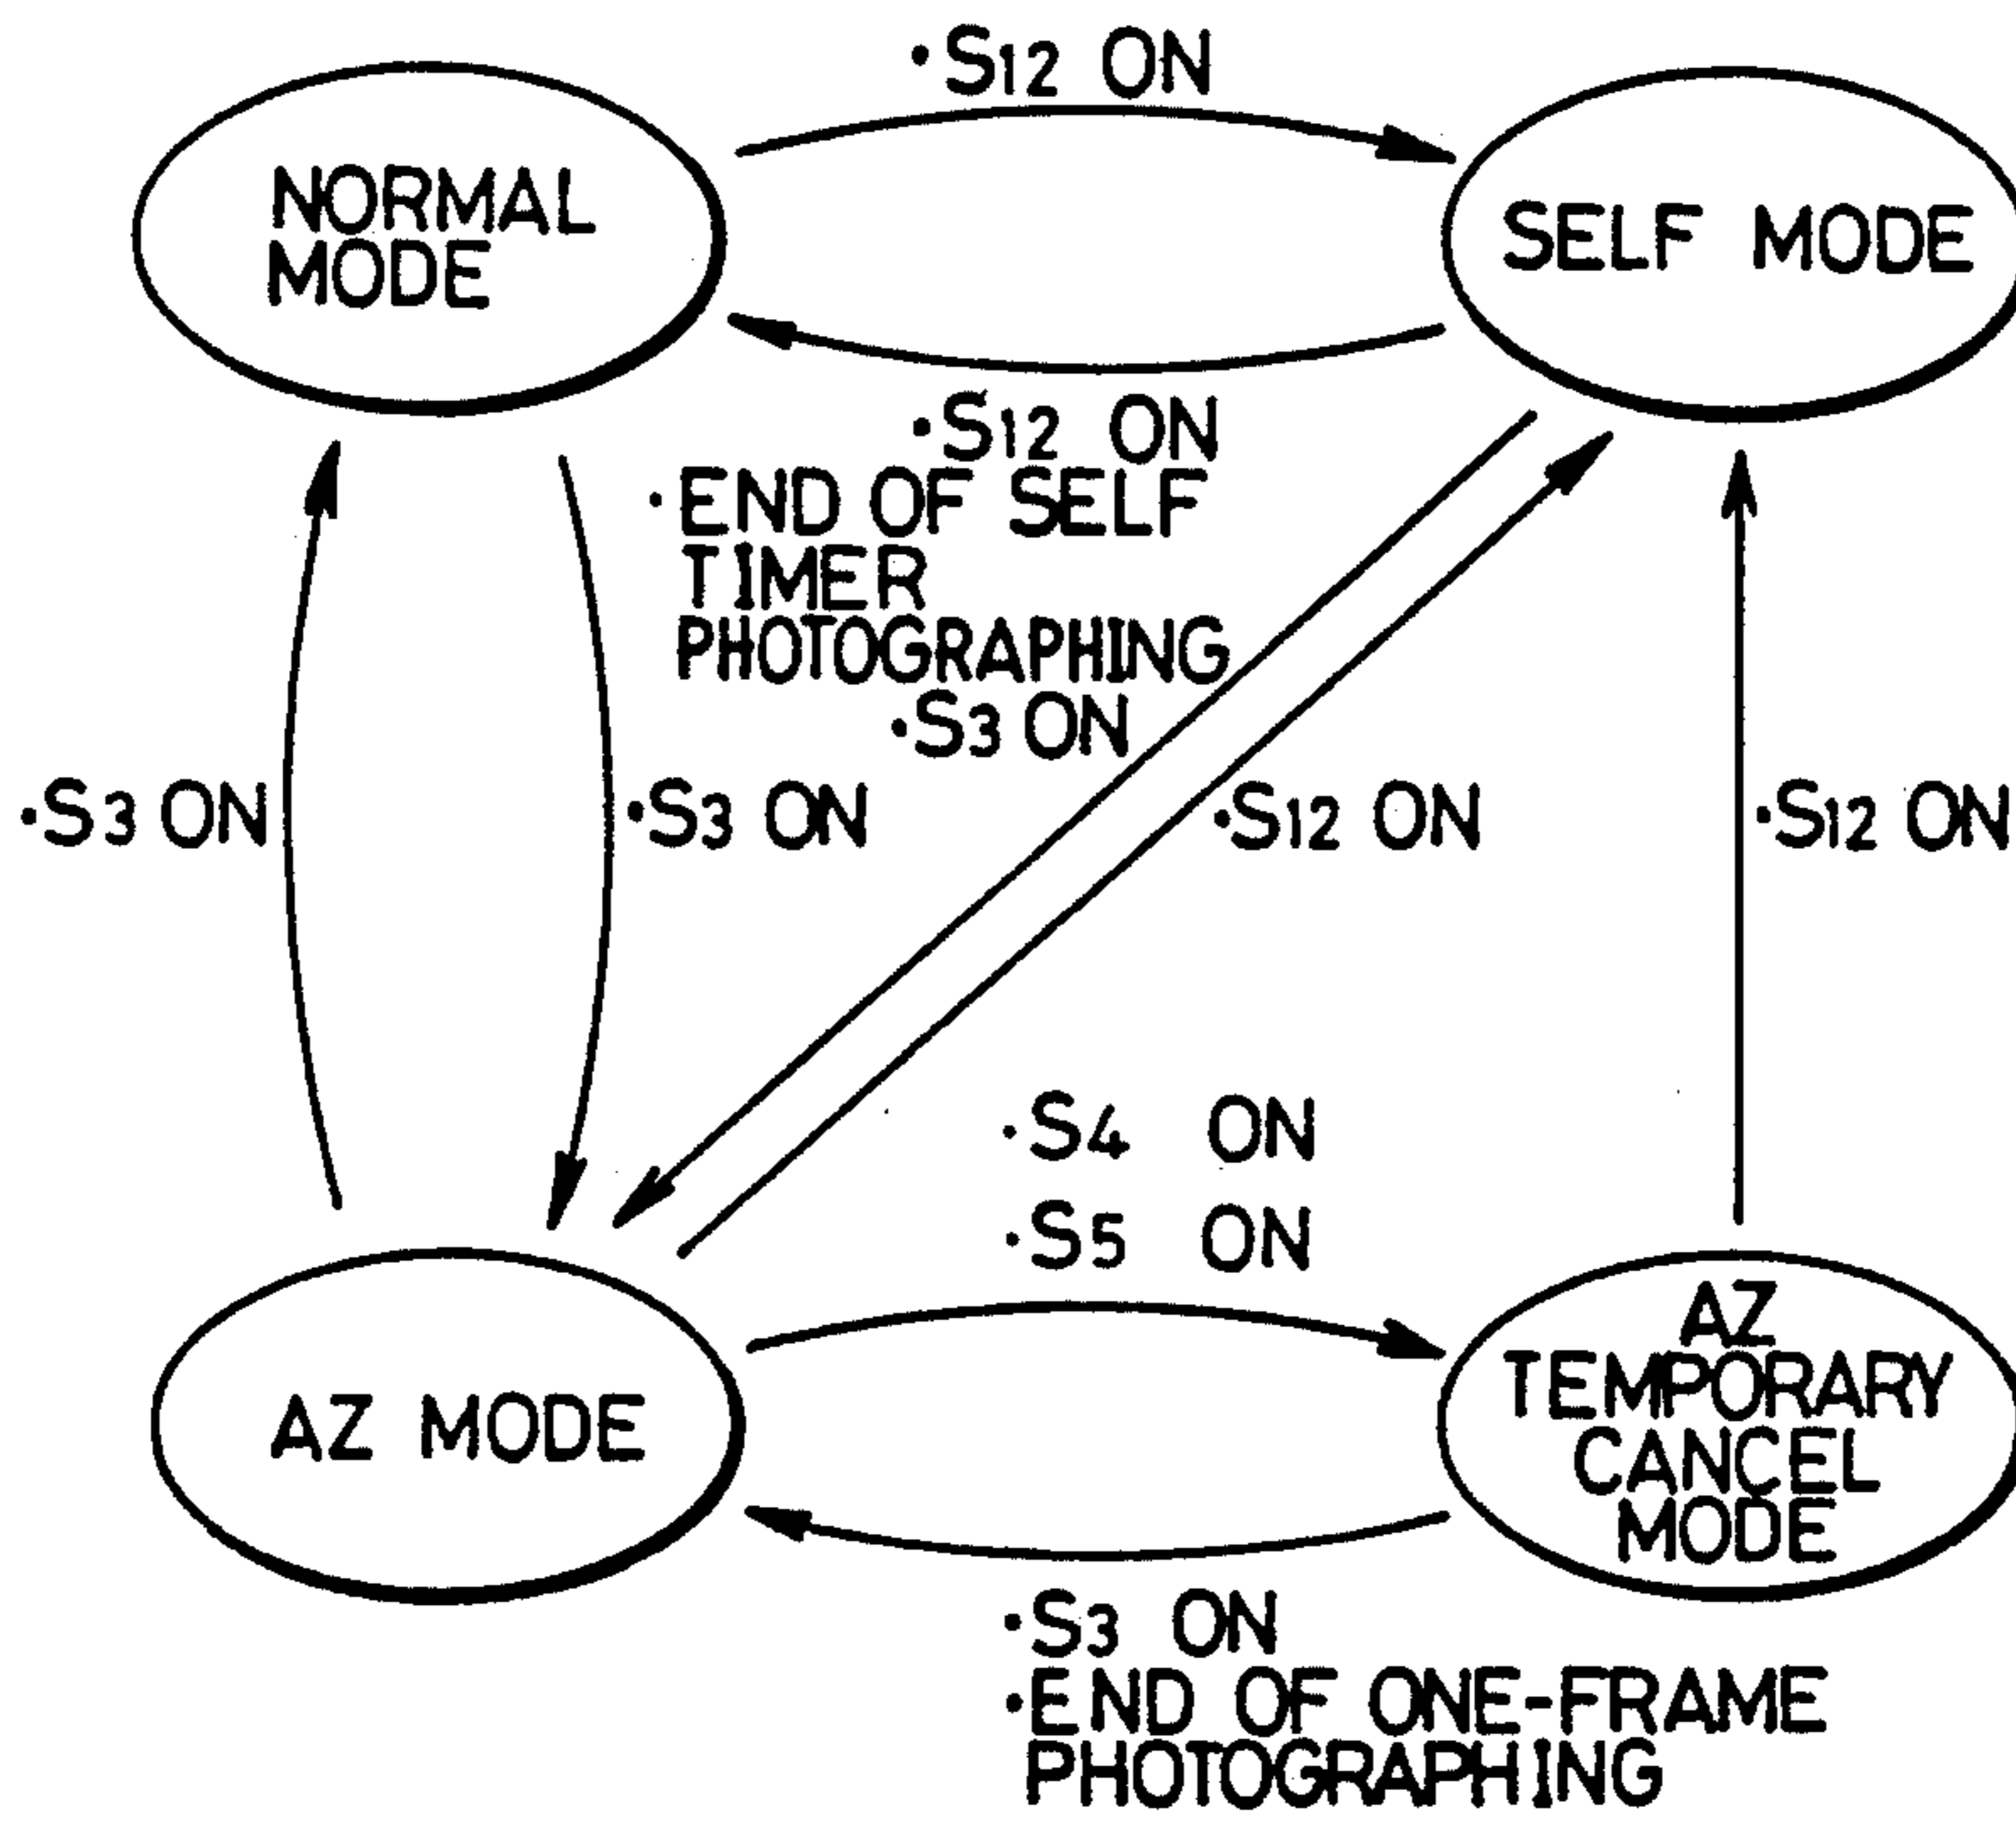 ·S12 ON
NORMAL
MODE
SELF MODE
·S12 ON
·END OF SELF
TIMER
PHOTOGRAPHING
·S3 ON
·S3 ON
·S3 ON
·S12 ON
·S12 ON
·S4 ON
·S5 ON
AZ MODE
AZ
TEMPORARY
CANCEL
MODE
·S3 ON
·END OF ONE-FRAME
PHOTOGRAPHING